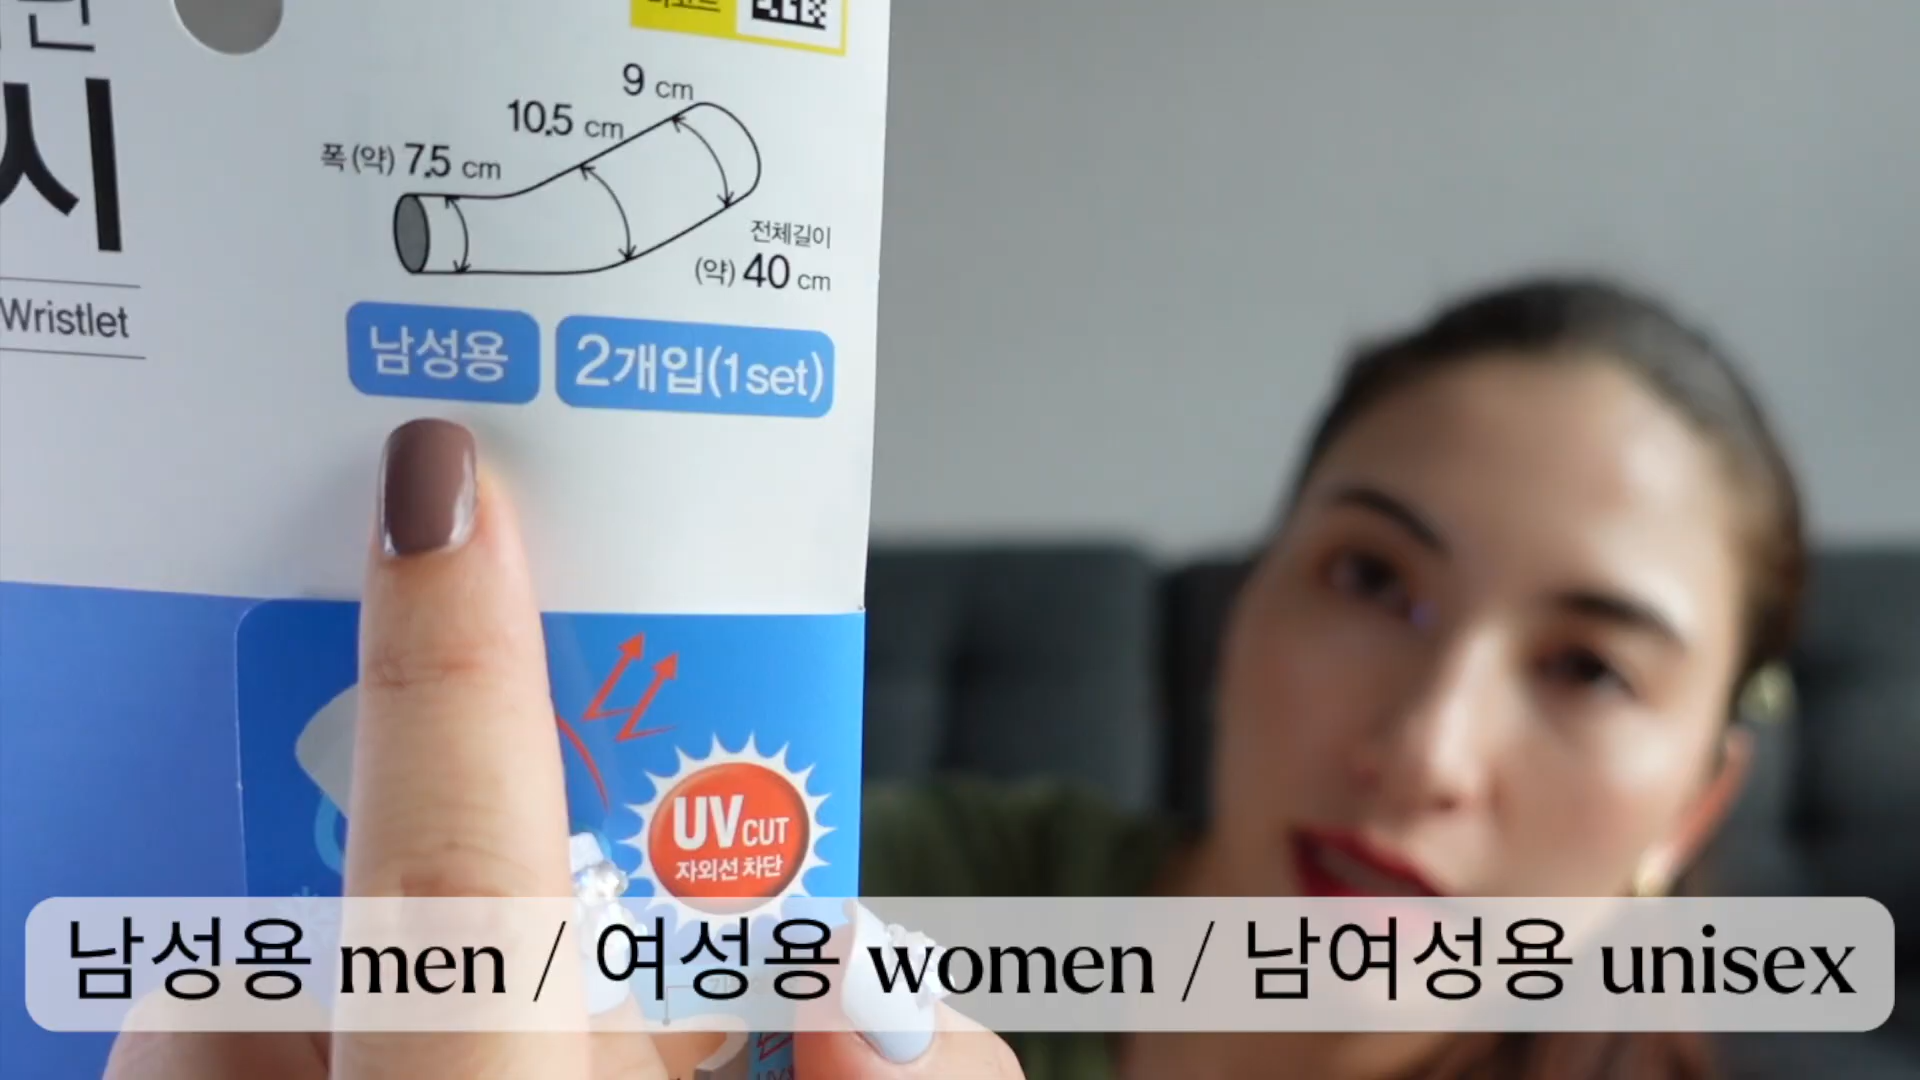 시
Wristlet
9 cm
10.5 cm
폭(약) 7.5 cm
전체길이
(약) 40 cm
남성용
2개입(1set)
UV CUT
자외선 차단
남성용 men / 여성용 women / 남여성용 unisex